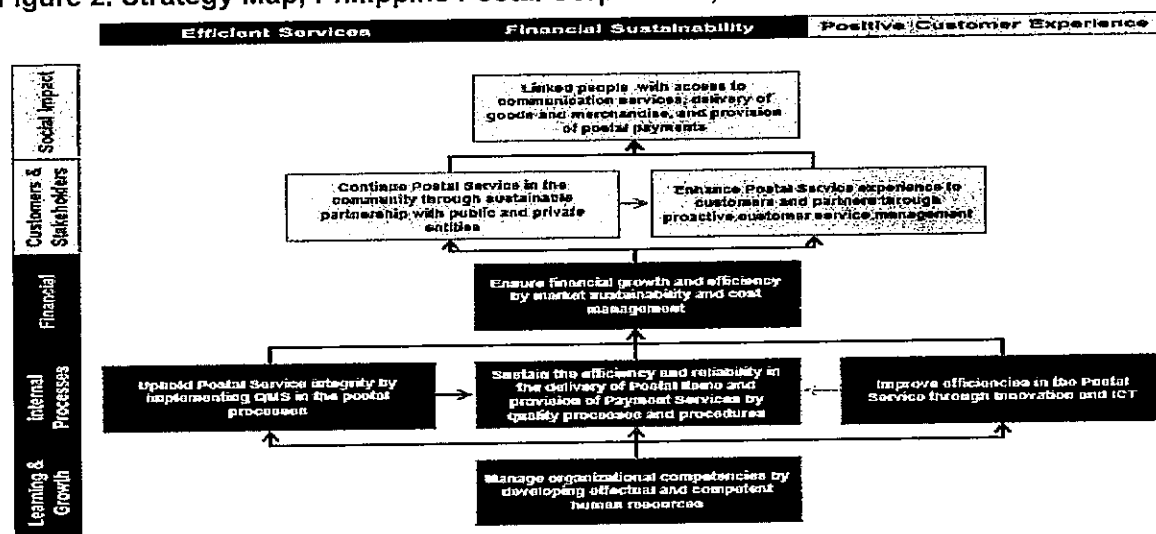 Figure 2. Strategy Map, Philippine Postal Corp
Efficient Services
Financial Sustainability
Positive Customer Experience
Social Impact
Linked people with access to
communication services, delivery of
goods and merchandise, and provision
of postal payments
Customers &
Stakeholders
Continue Postal Service in the
community through sustainable
partnership with public and private
entities
Enhance Postal Service experience to
customers and partners through
proactive customer service management
Financial
Ensure financial growth and efficiency
by market sustainability and cost
management
Internal
Processes
Uphold Postal Service integrity by
implementing QMS in the postal
processes
Sustain the efficiency and reliability in
the delivery of Postal Items and
provision of Payment Services by
quality processes and procedures
Improve efficiencies in the Postal
Service through Innovation and ICT
Learning &
Growth
Manage organizational competencies by
developing effectual and competent
human resources